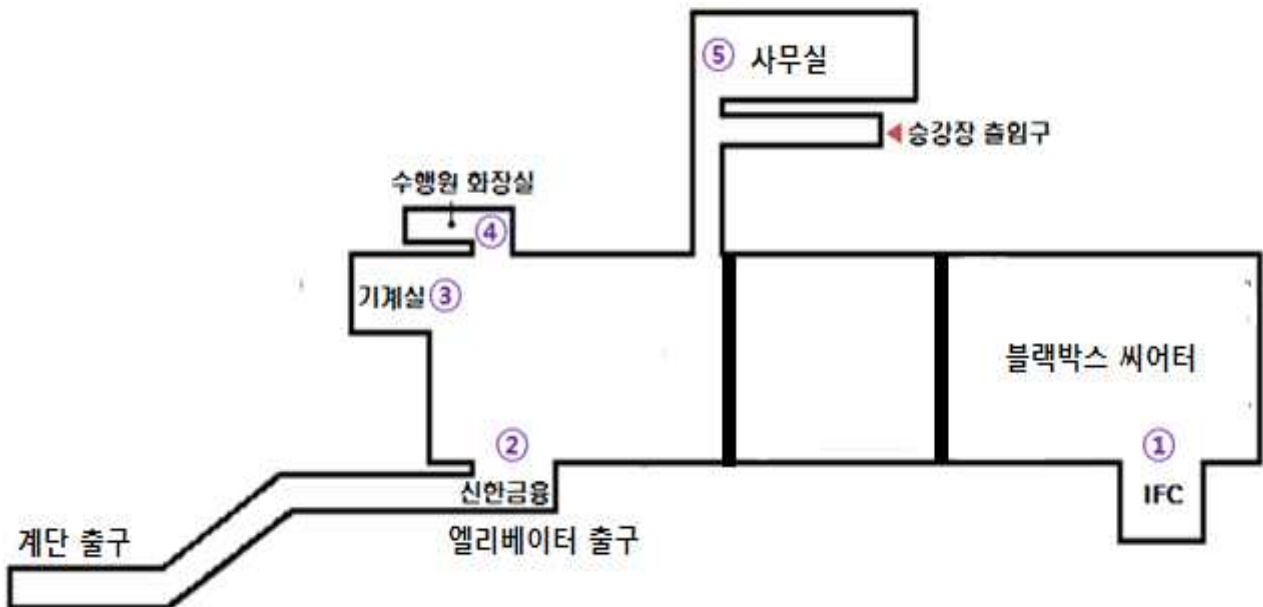 ⑤ 사무실
승강장 출입구
수행원 화장실
④
기계실 ③
블랙박스 씨어터
②
①
신한금융
IFC
계단 출구
엘리베이터 출구